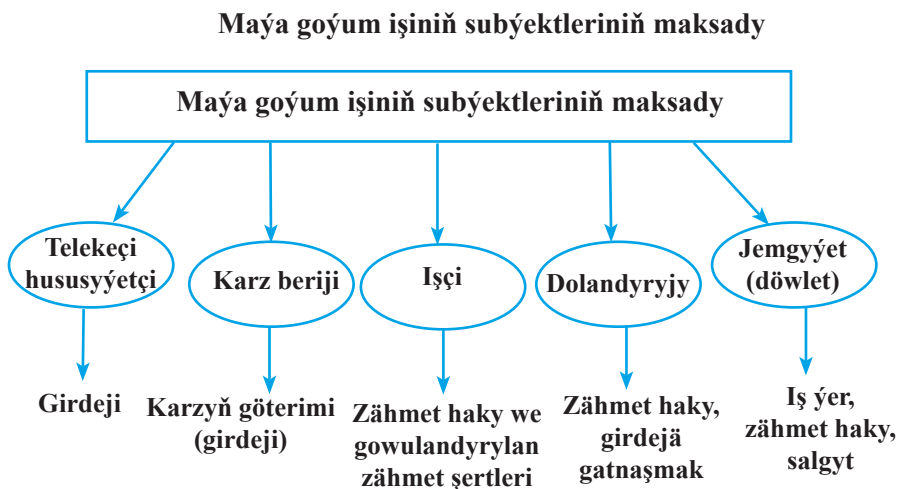 Maýa goýum işiniň subýektleriniň maksady
Maýa goýum işiniň subýektleriniň maksady
Telekeçi
hususyýetçi
Karz beriji
Işçi
Dolandyryjy
Jemgyýet
(döwlet)
Girdeji
Karzyň göterimi
(girdeji)
Zähmet haky we
gowulandyrylan
zähmet şertleri
Zähmet haky,
girdejä
gatnaşmak
Iş ýer,
zähmet haky,
salgyt